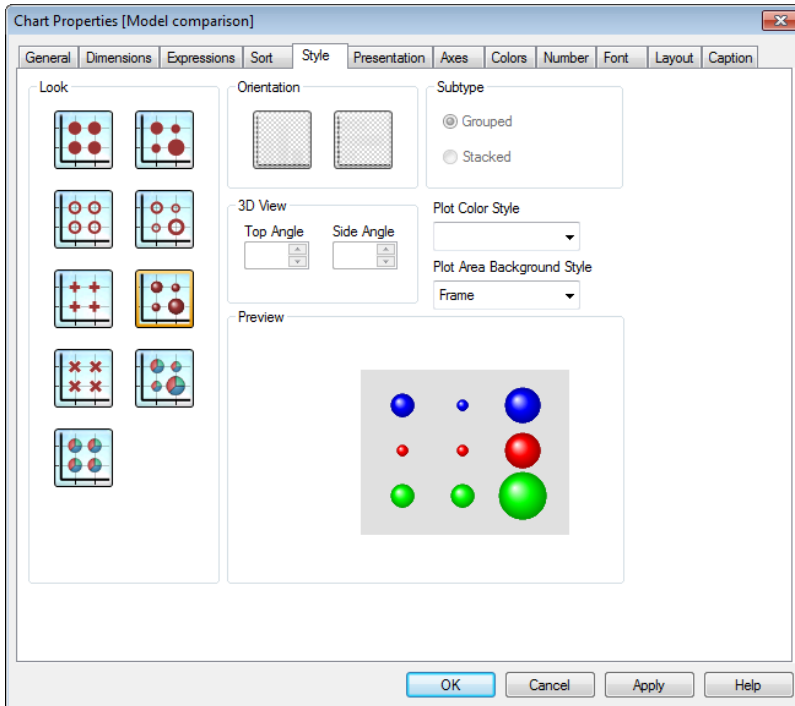 Chart Properties [Model comparison]
General Dimensions Expressions Sort Style Presentation Axes Colors Number Font Layout Caption
Look
Orientation
Subtype
Grouped
Stacked
3D View
Top Angle Side Angle
Plot Color Style
Plot Area Background Style
Frame
Preview
OK Cancel Apply Help